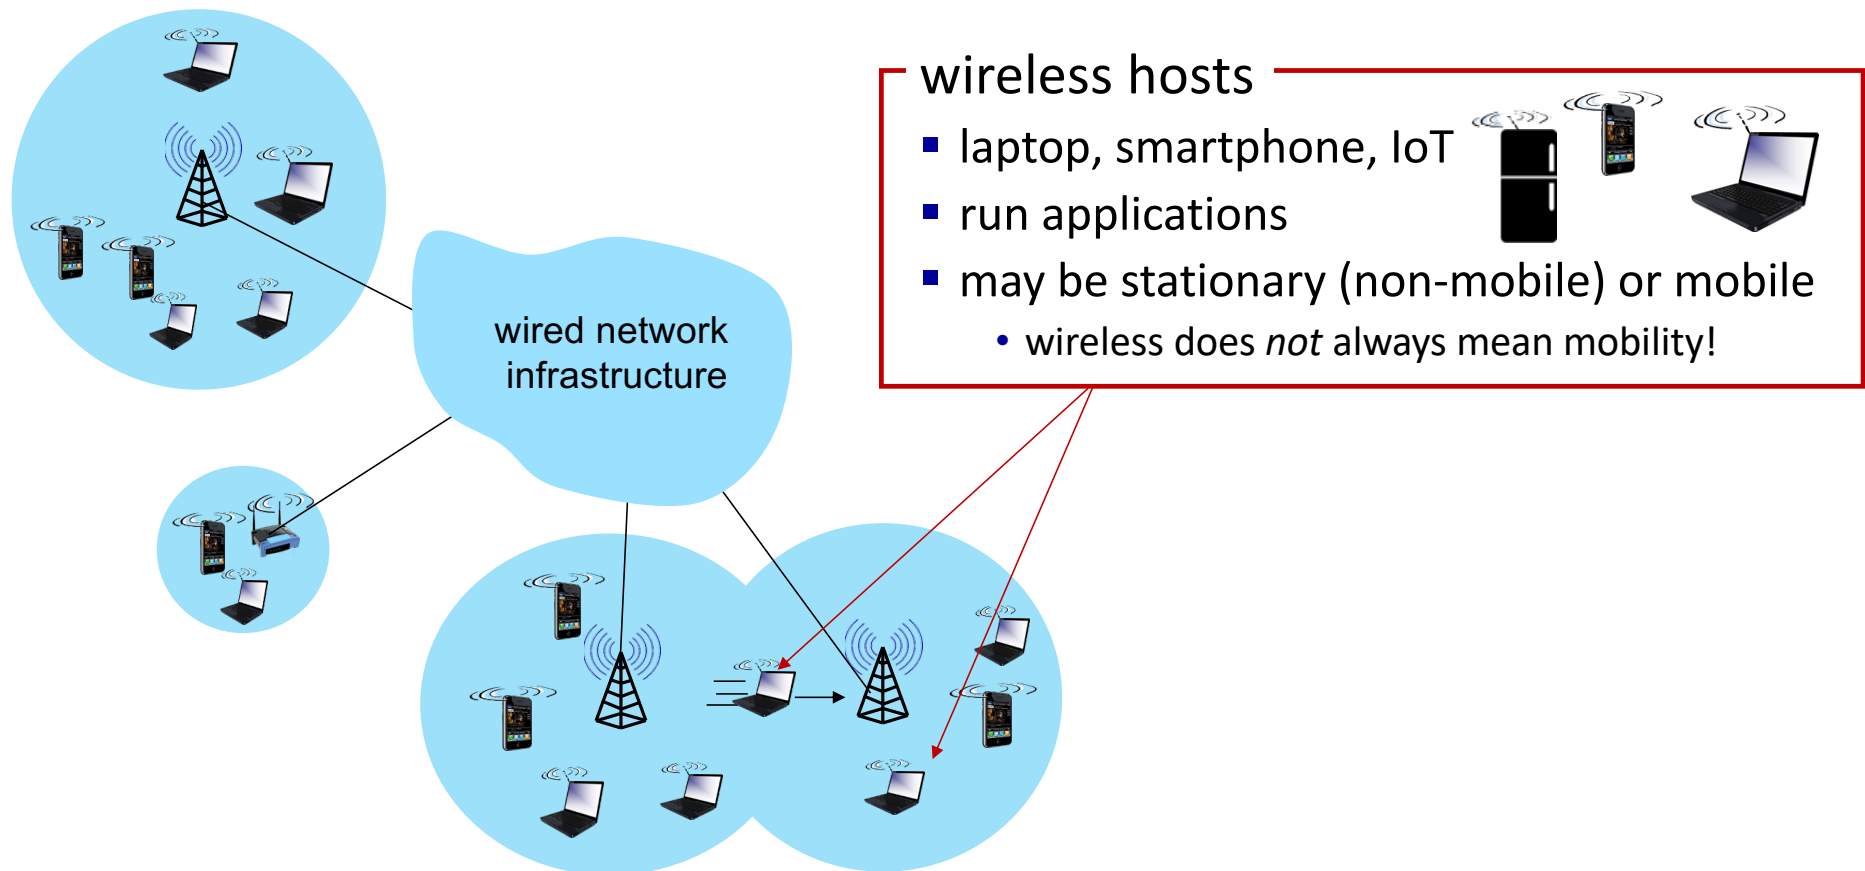 wireless hosts
laptop, smartphone, IoT
run applications
may be stationary (non-mobile) or mobile
wireless does not always mean mobility!
wired network
infrastructure